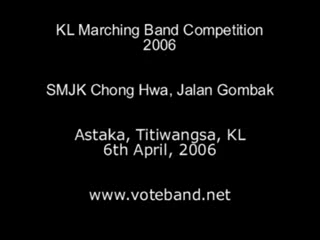 KL Marching Band Competition
2006
SMJK Chong Hwa, Jalan Gombak
Astaka, Titiwangsa, KL
6th April, 2006
www.voteband.net